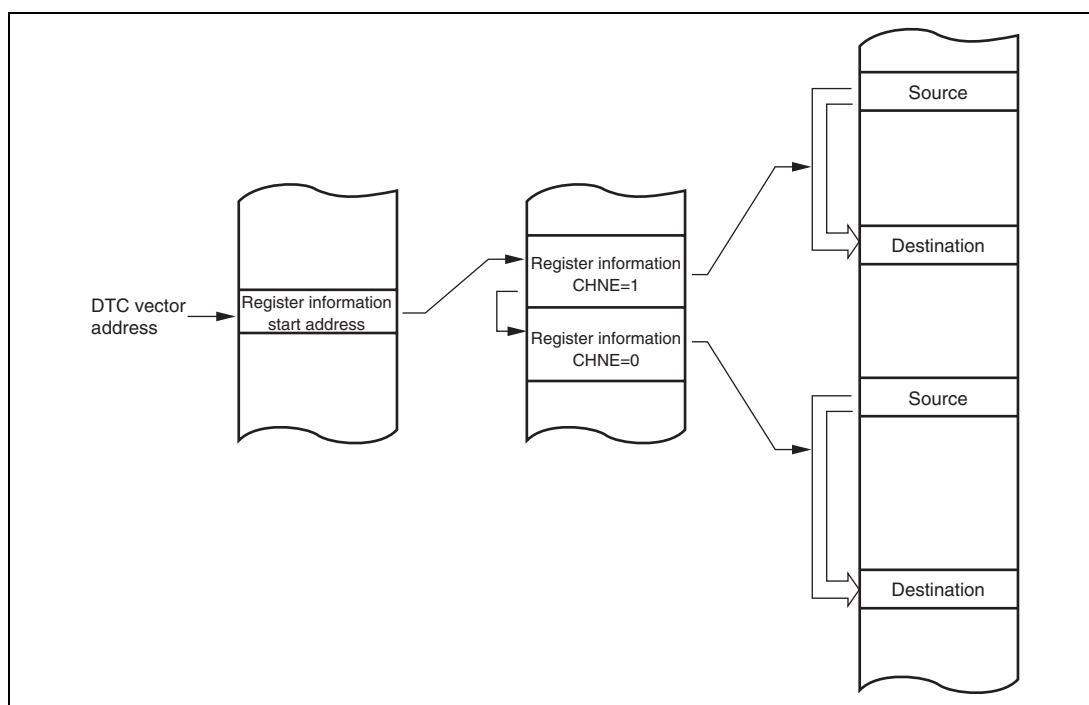 DTC vector
address
Register information
start address
Register information
CHNE=1
Register information
CHNE=0
Source
Destination
Source
Destination